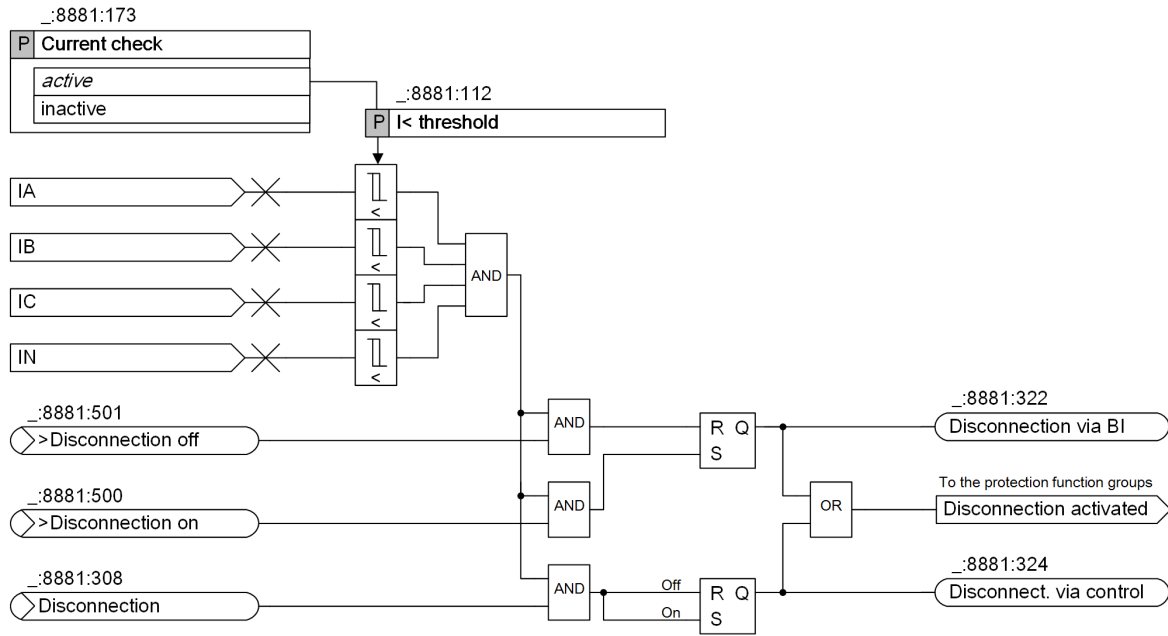 _:8881:173
P Current check
active
inactive
_:8881:112
P I< threshold
IA
<
IB
<
AND
IC
<
IN
<
_:8881:501
>Disconnection off
AND
R Q
S
_:8881:322
Disconnection via BI
_:8881:500
>Disconnection on
AND
OR
To the protection function groups
Disconnection activated
_:8881:308
Disconnection
AND
Off
On
R Q
S
_:8881:324
Disconnect. via control